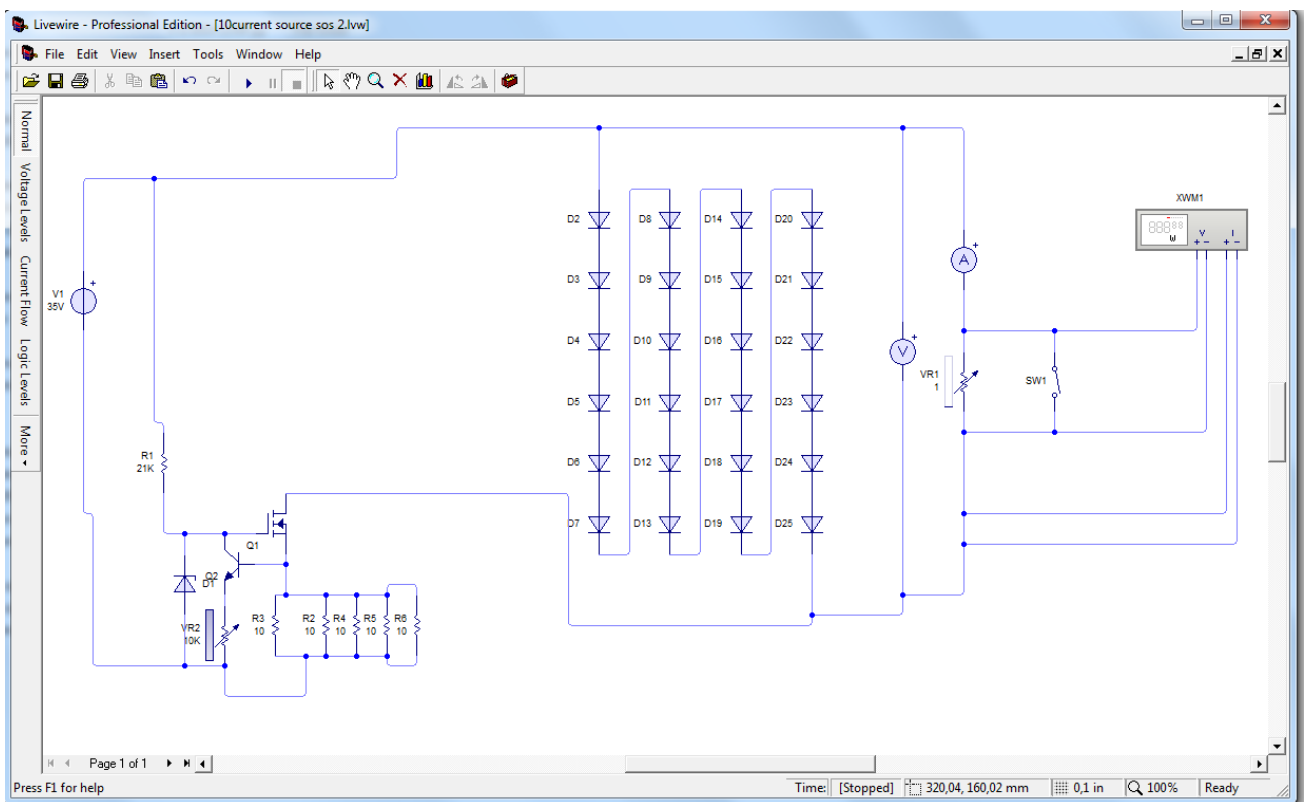 Livewire - Professional Edition - [10current source sos 2.lvw]
File Edit View Insert Tools Window Help
Normal
Voltage Levels
Current Flow
Logic Levels
More
V1
35V
+
R1
21K
Q1
Q2
D1
VR2
10K
R3
10
R2
10
R4
10
R5
10
R6
10
D2 D8 D14 D20
D3 D9 D15 D21
D4 D10 D16 D22
D5 D11 D17 D23
D6 D12 D18 D24
D7 D13 D19 D25
A
+
V
+
VR1
1
SW1
XWM1
88888
W
V I
+ - + -
Page 1 of 1
Press F1 for help
Time: [Stopped] 320,04, 160,02 mm 0,1 in 100% Ready